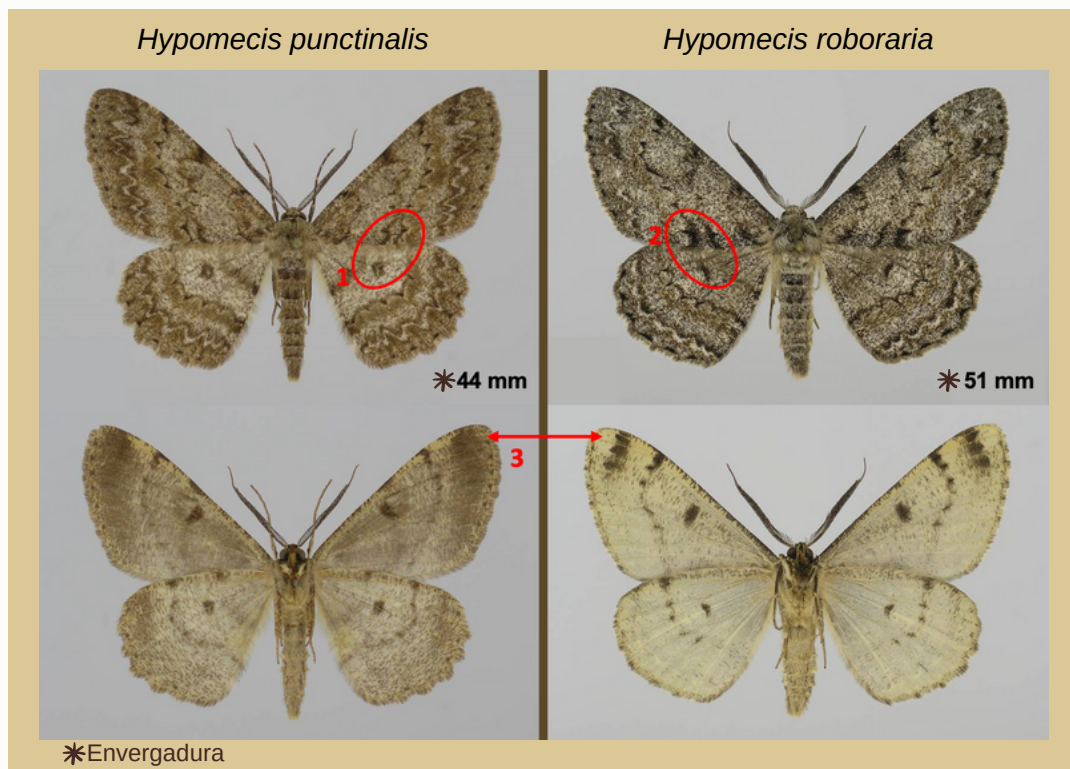 Hypomecis punctinalis
Hypomecis roboraria
1
2
44 mm
51 mm
3
Envergadura